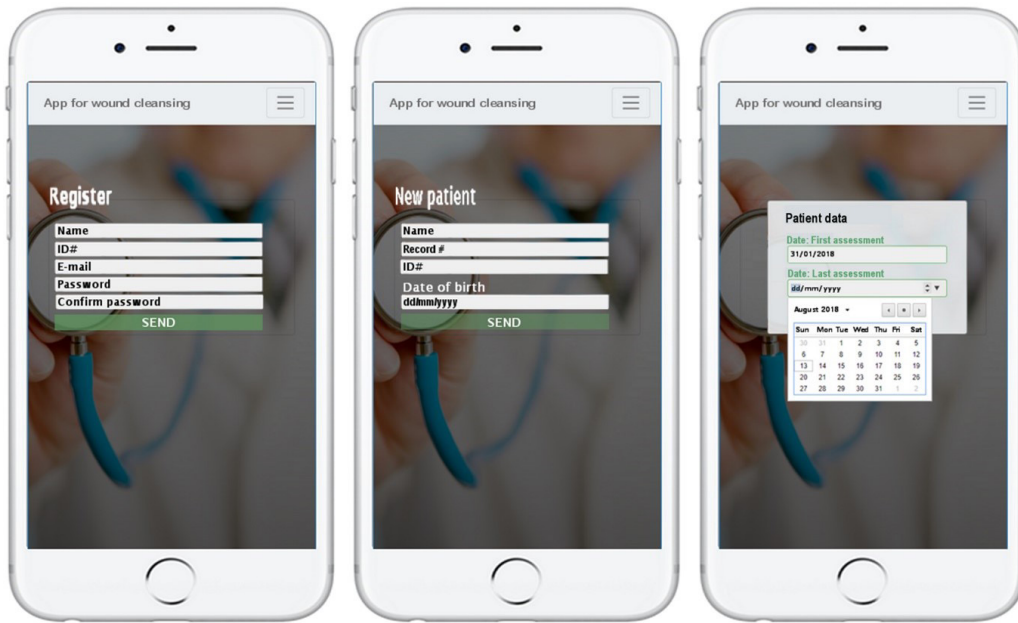 App for wound cleansing
Register
Name
ID#
E-mail
Password
Confirm password
SEND
App for wound cleansing
New patient
Name
Record #
ID#
Date of birth
dd/mm/yyyy
SEND
App for wound cleansing
Patient data
Date: First assessment
31/01/2018
Date: Last assessment
dd/mm/yyyy
August 2018
Sun Mon Tue Wed Thu Fri Sat
30 31 1 2 3 4 5
6 7 8 9 10 11 12
13 14 15 16 17 18 19
20 21 22 23 24 25 26
27 28 29 30 31 1 2